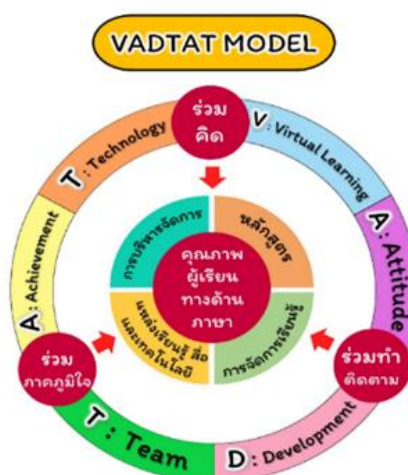 VADTAT MODEL
ร่วม
คิด
V : Virtual Learning
A : Attitude
ร่วมทำ
ติดตาม
D : Development
T : Team
ร่วม
ภาคภูมิใจ
A : Achievement
T : Technology
การบริหารจัดการ
หลักสูตร
การจัดการเรียนรู้
แหล่งเรียนรู้ สื่อ
และเทคโนโลยี
คุณภาพ
ผู้เรียน
ทางด้าน
ภาษา